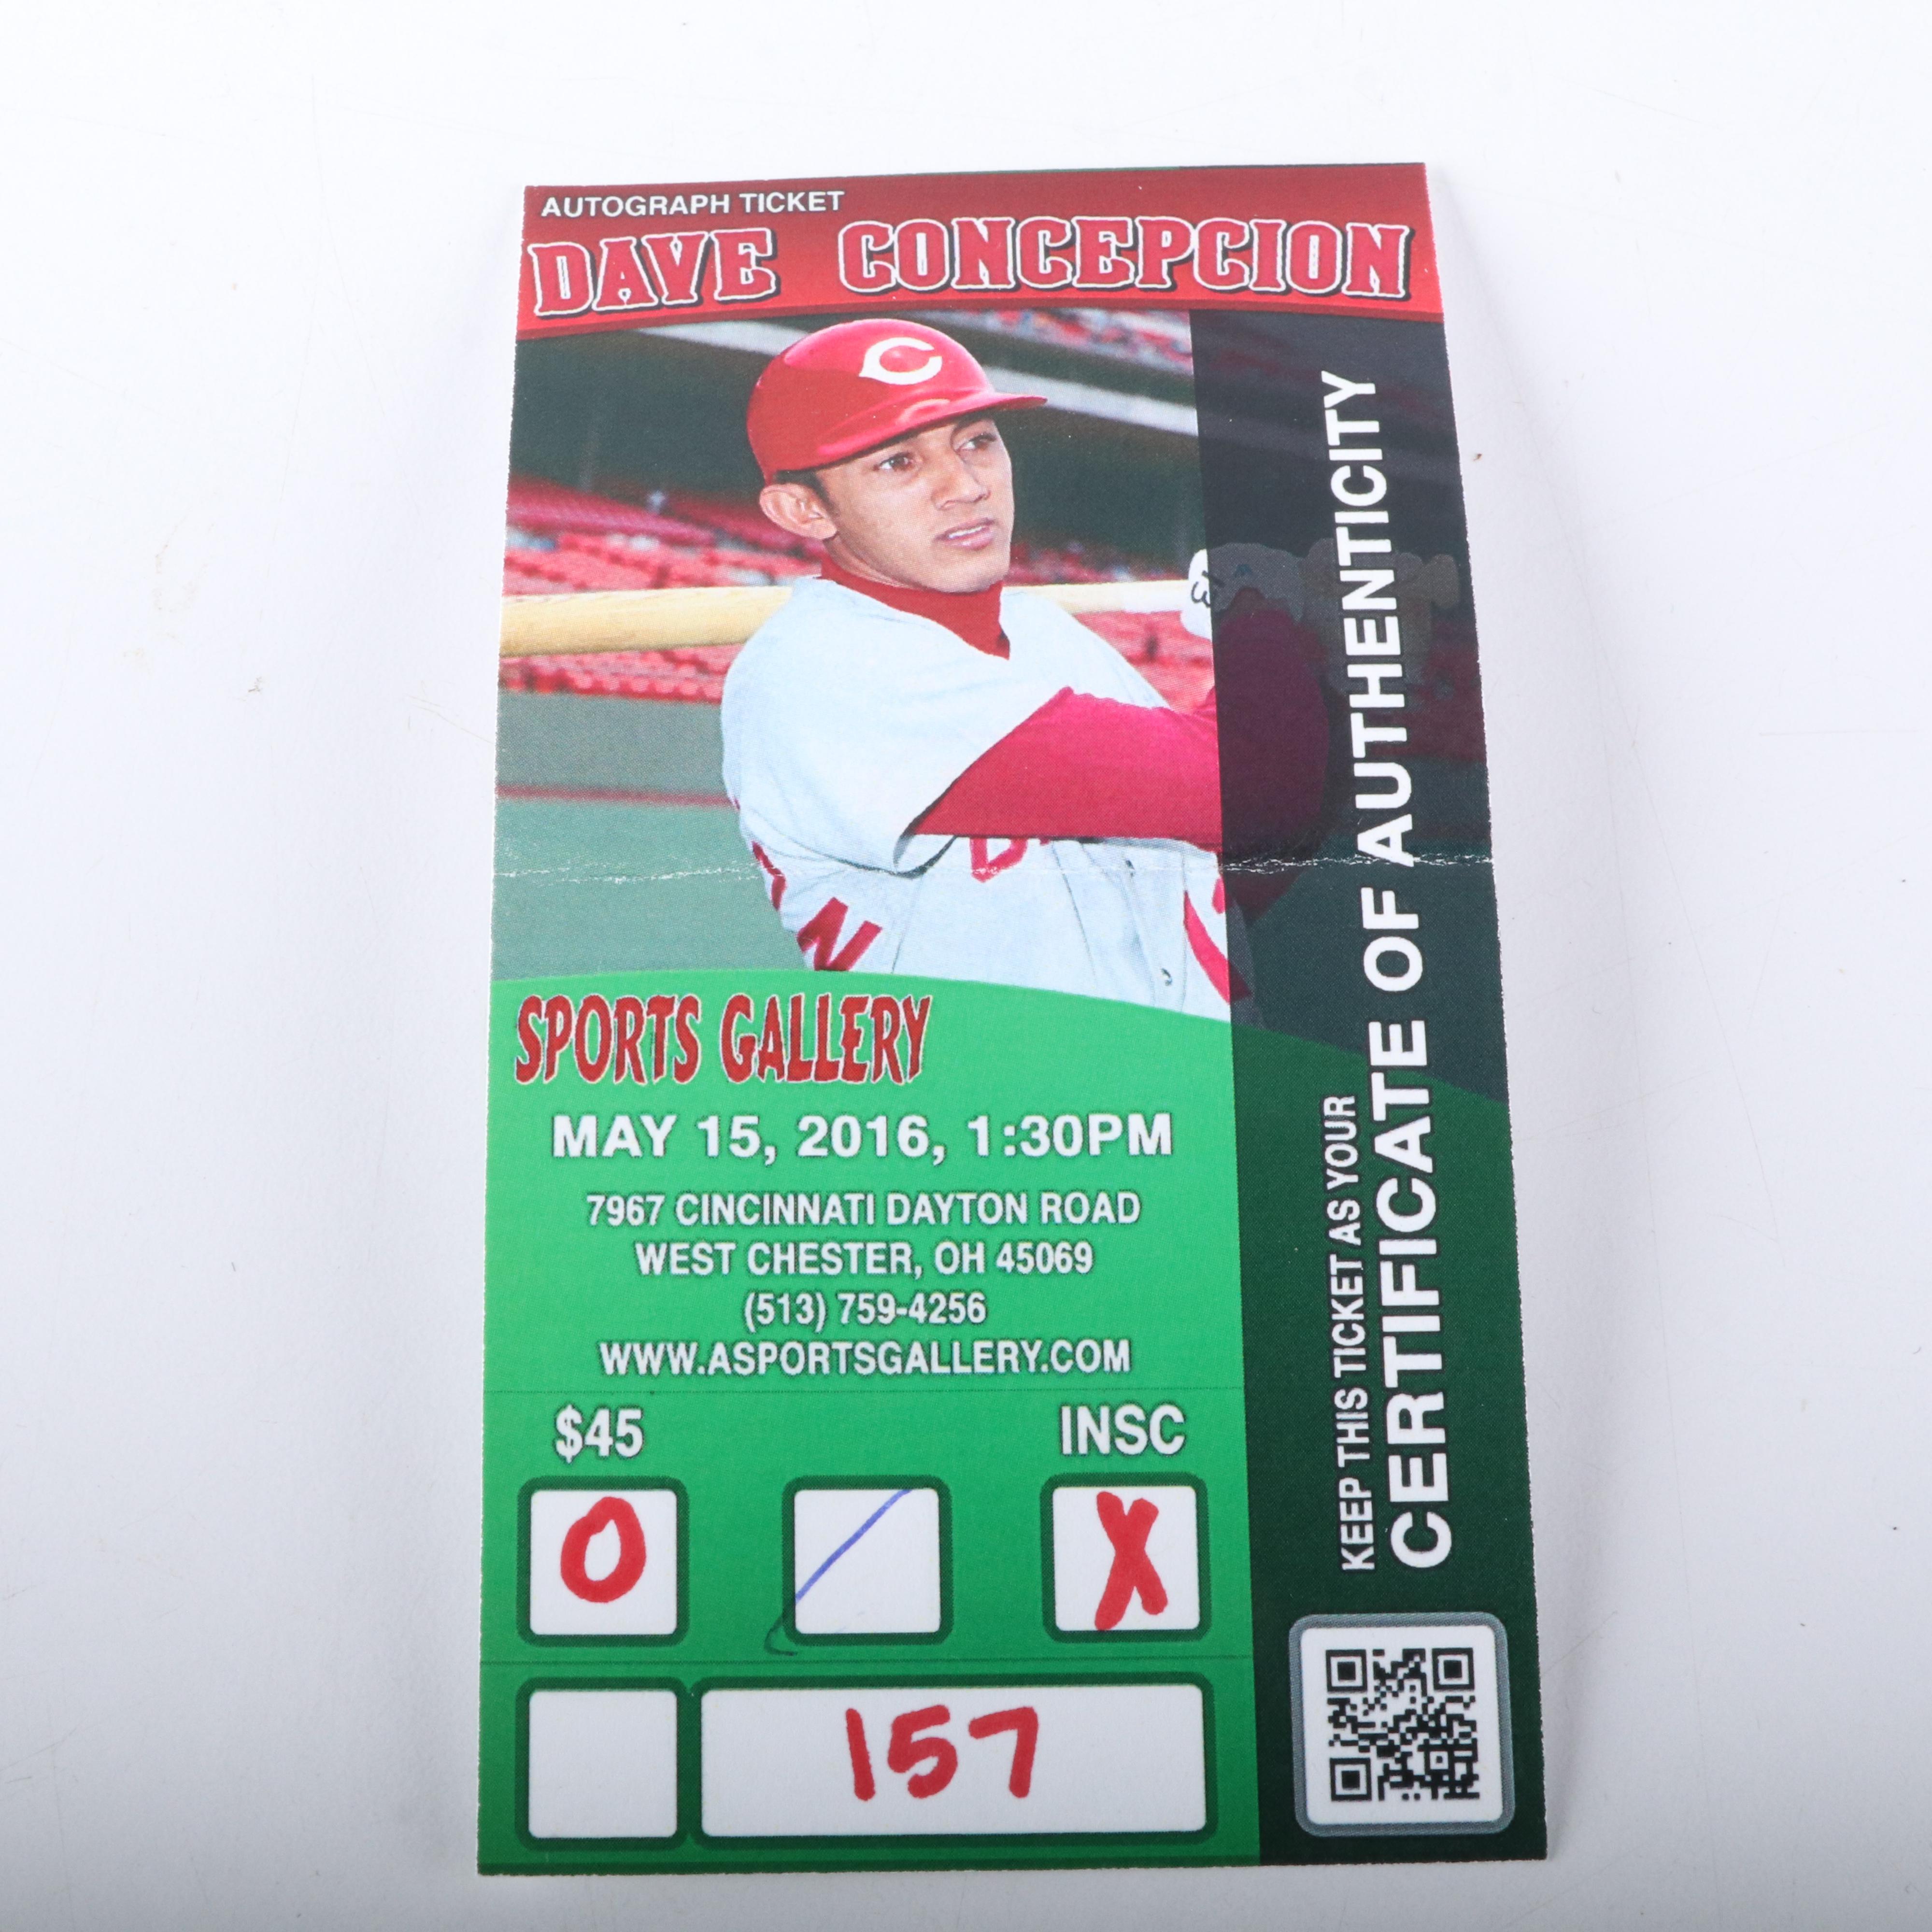 AUTOGRAPH TICKET
DAVE CONCEPCION
C
N
SPORTS GALLERY
MAY 15, 2016, 1:30PM
7967 CINCINNATI DAYTON ROAD
WEST CHESTER, OH 45069
(513) 759-4256
WWW.ASPORTSGALLERY.COM
$45 INSC
O X
157
KEEP THIS TICKET AS YOUR
CERTIFICATE OF AUTHENTICITY